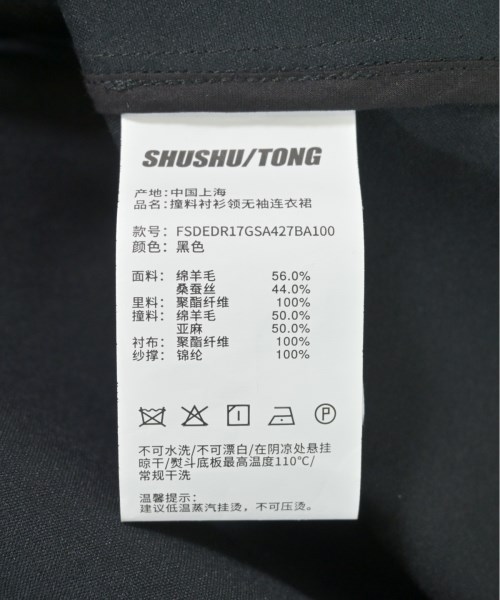 SHUSHU/TONG
产地：中国上海
品名：撞料衬衫领无袖连衣裙
款号：FSDEDR17GSA427BA100
颜色：黑色
面料： 绵羊毛 56.0%
桑蚕丝 44.0%
里料： 聚酯纤维 100%
撞料： 绵羊毛 50.0%
亚麻 50.0%
衬布： 聚酯纤维 100%
纱撑： 锦纶 100%
P
不可水洗/不可漂白/在阴凉处悬挂
晾干/熨斗底板最高温度110℃/
常规干洗
温馨提示：
建议低温蒸汽挂烫，不可压烫。